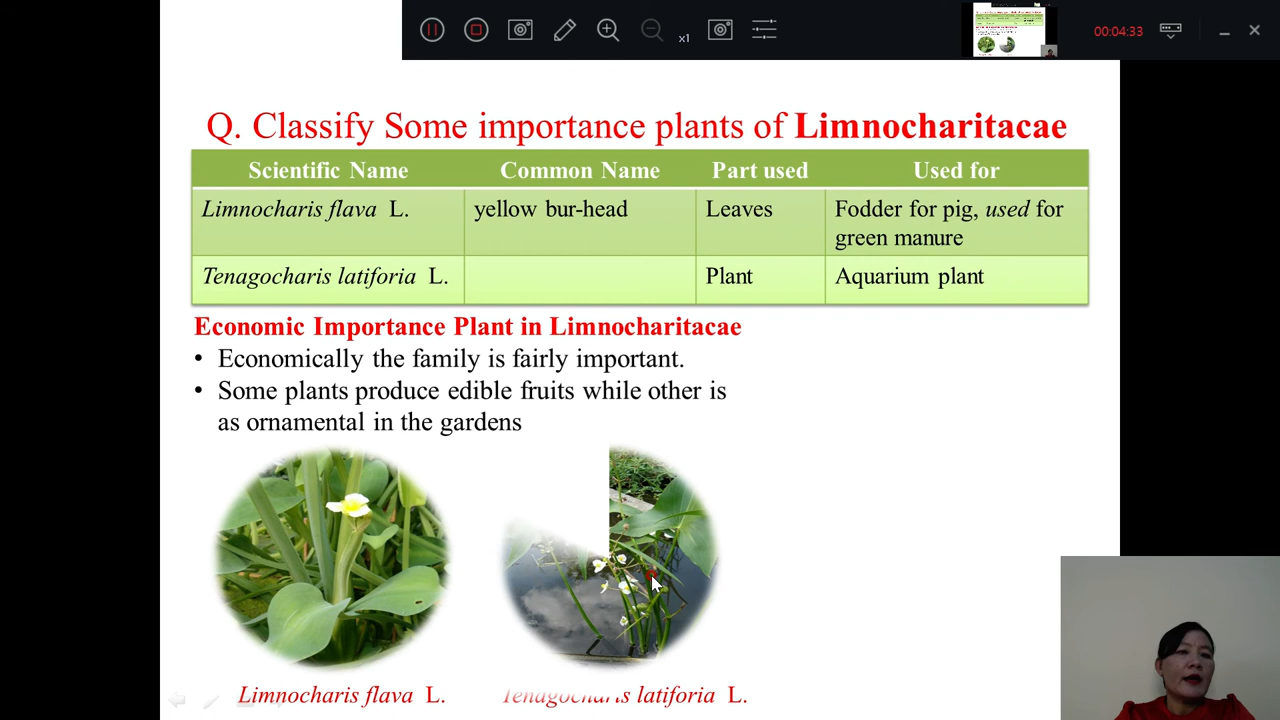 x1
00:04:33
Q. Classify Some importance plants of Limnocharitacae
Scientific Name Common Name Part used Used for
Limnocharis flava L. yellow bur-head Leaves Fodder for pig, used for
green manure
Tenagocharis latiforia L. Plant Aquarium plant
Economic Importance Plant in Limnocharitacae
• Economically the family is fairly important.
• Some plants produce edible fruits while other is
as ornamental in the gardens
Limnocharis flava L. Tenagocharis latiforia L.